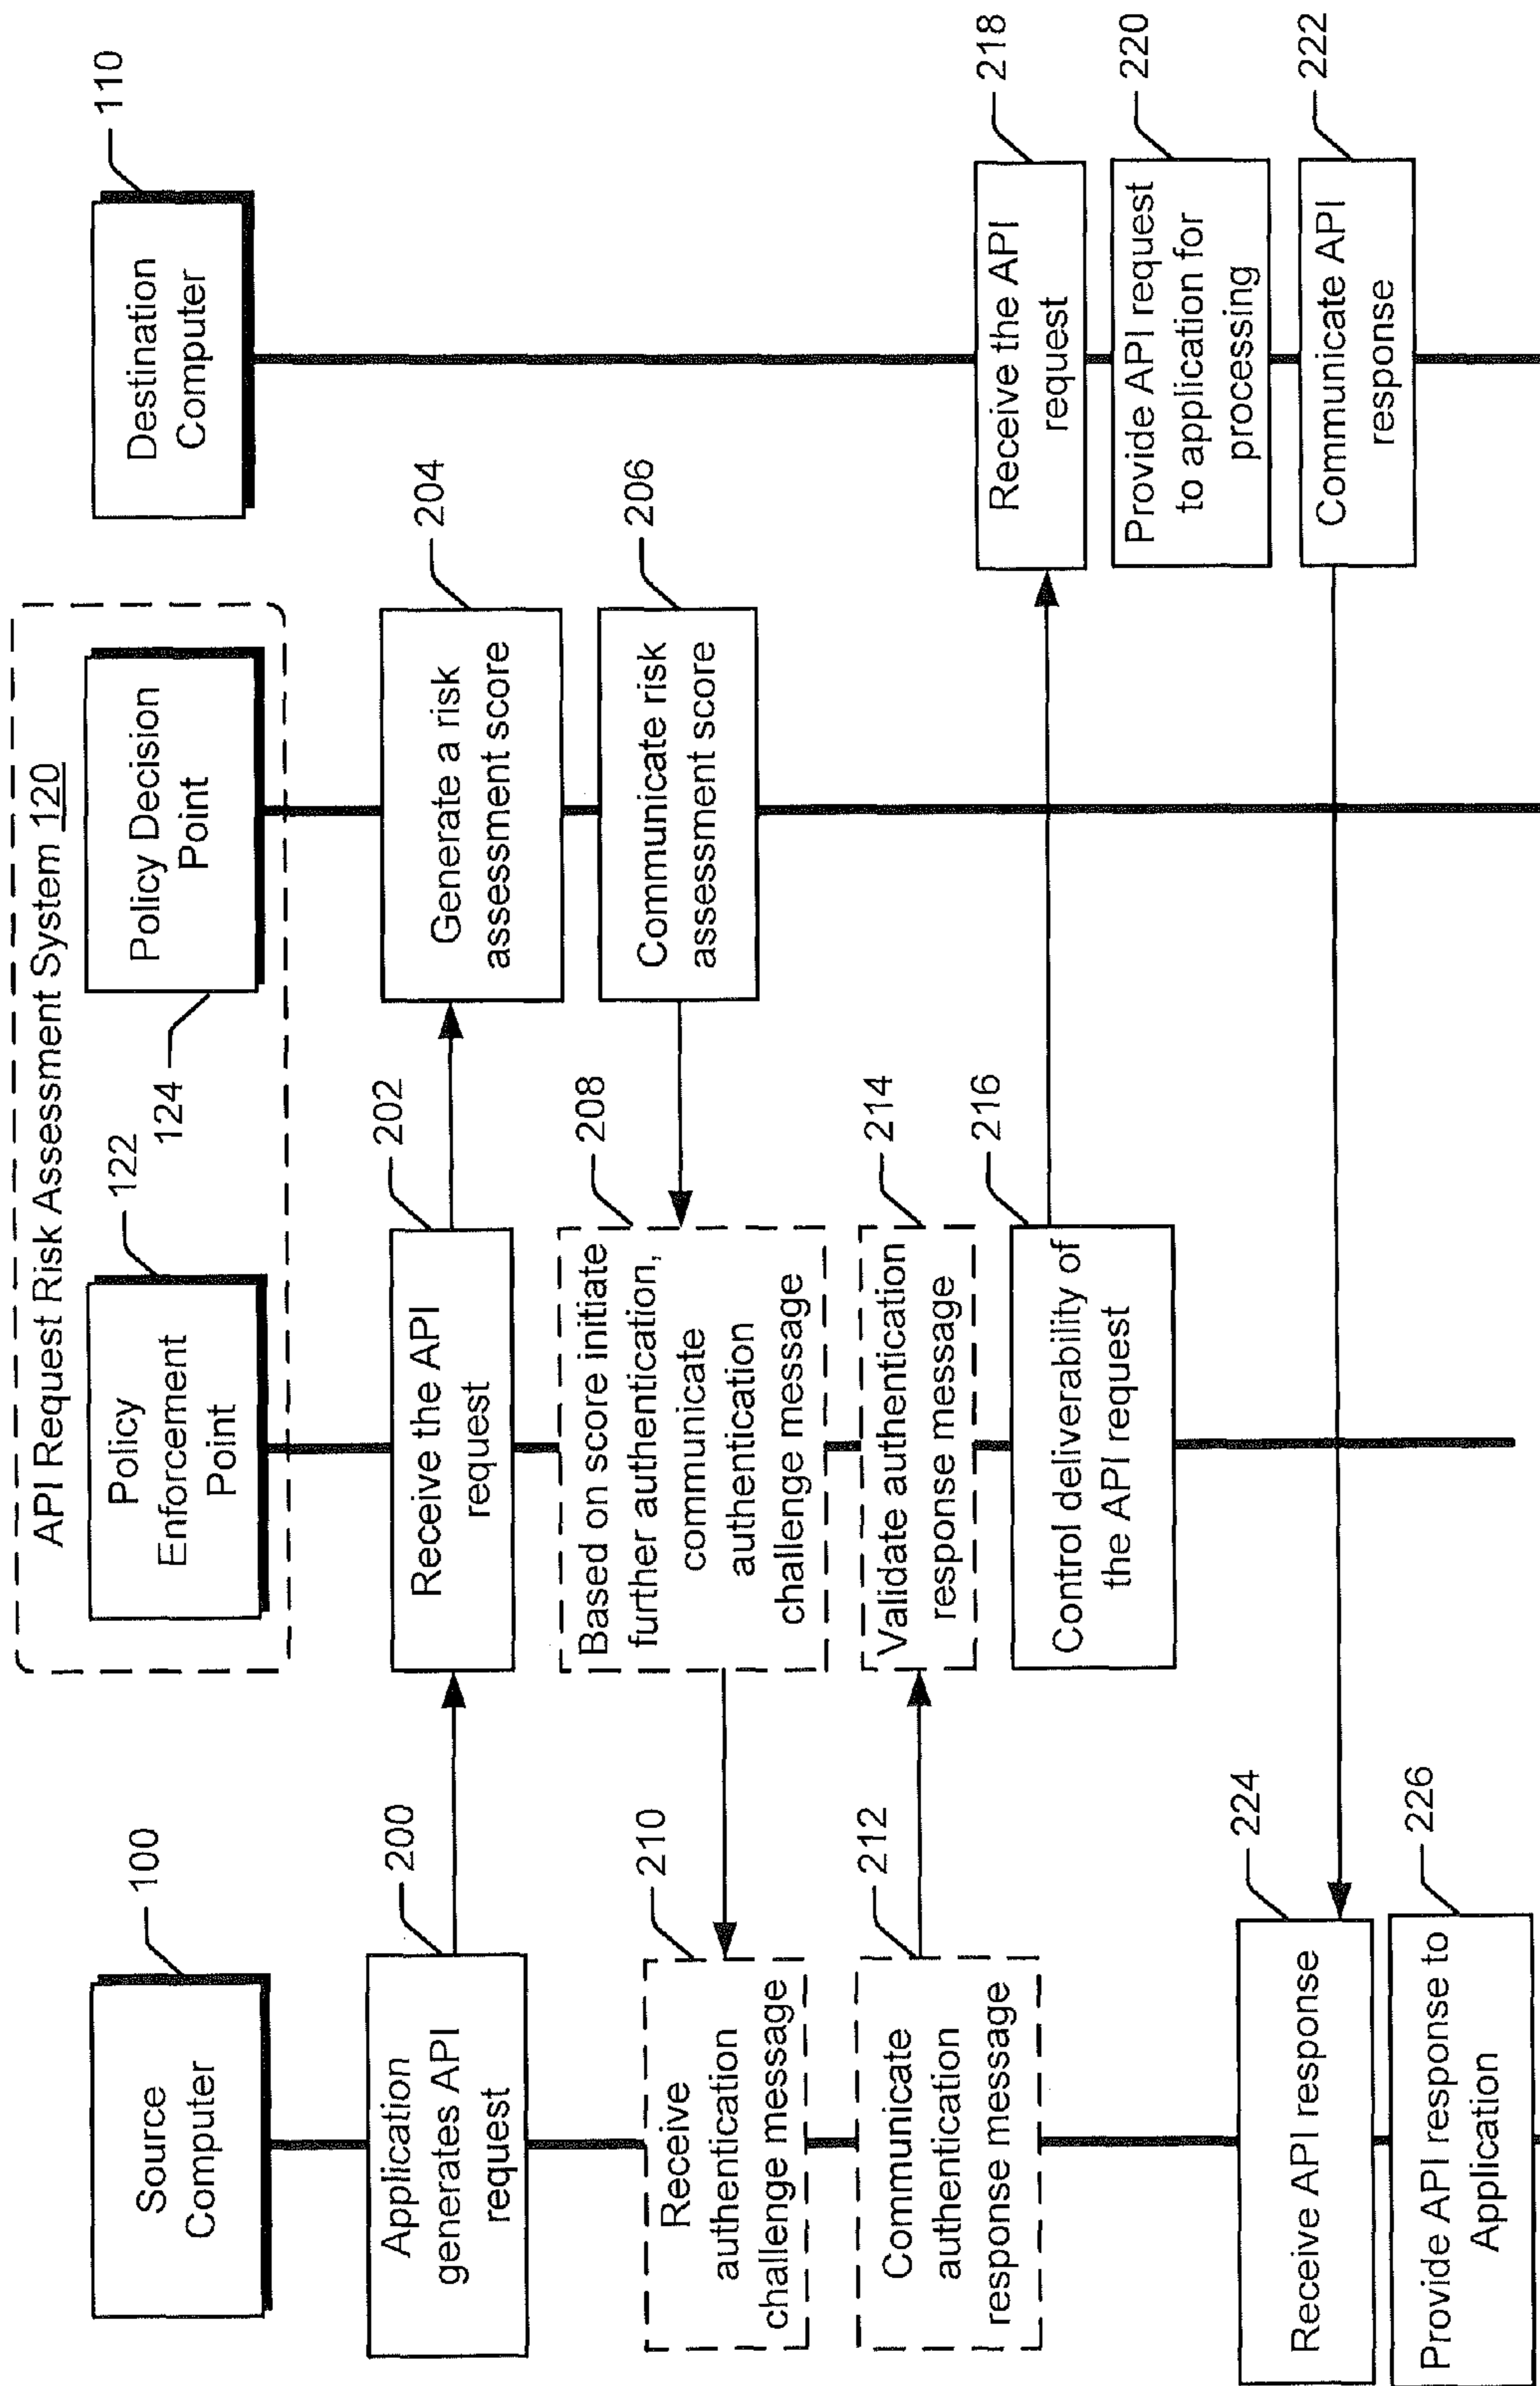 API Request Risk Assessment System 120
Source
Computer
100
Policy
Enforcement
Point
122
Policy Decision
Point
124
Destination
Computer
110
Application
generates API
request
200
Receive the API
request
202
Generate a risk
assessment score
204
Communicate risk
assessment score
206
Based on score initiate
further authentication,
communicate
authentication
challenge message
208
Receive
authentication
challenge message
210
Communicate
authentication
response message
212
Validate authentication
response message
214
Control deliverability of
the API request
216
Receive the API
request
218
Provide API request
to application for
processing
220
Communicate API
response
222
Receive API response
224
Provide API response to
Application
226